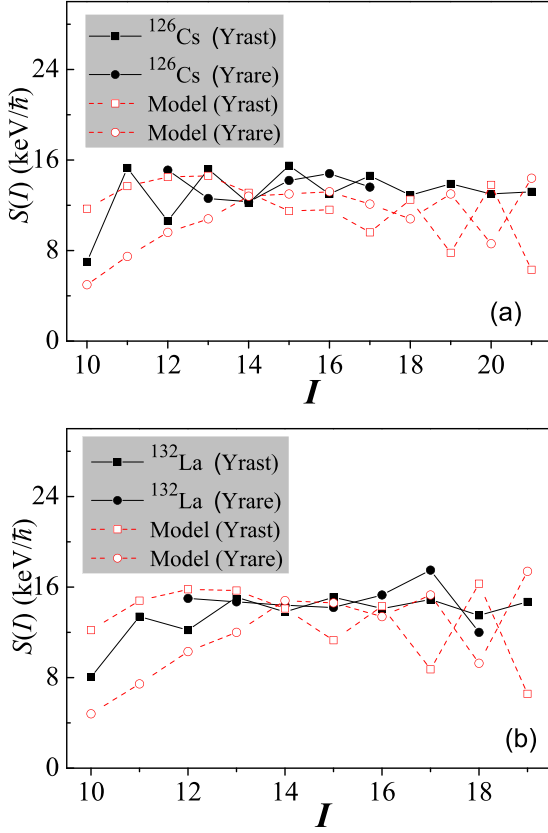 28
24
¹²⁶Cs (Yrast)
¹²⁶Cs (Yrare)
Model (Yrast)
Model (Yrare)
S(I) (keV/ℏ)
16
8
0
(a)
10 12 14 16 18 20
I
¹³²La (Yrast)
¹³²La (Yrare)
Model (Yrast)
Model (Yrare)
S(I) (keV/ℏ)
24
16
8
0
(b)
10 12 14 16 18
I